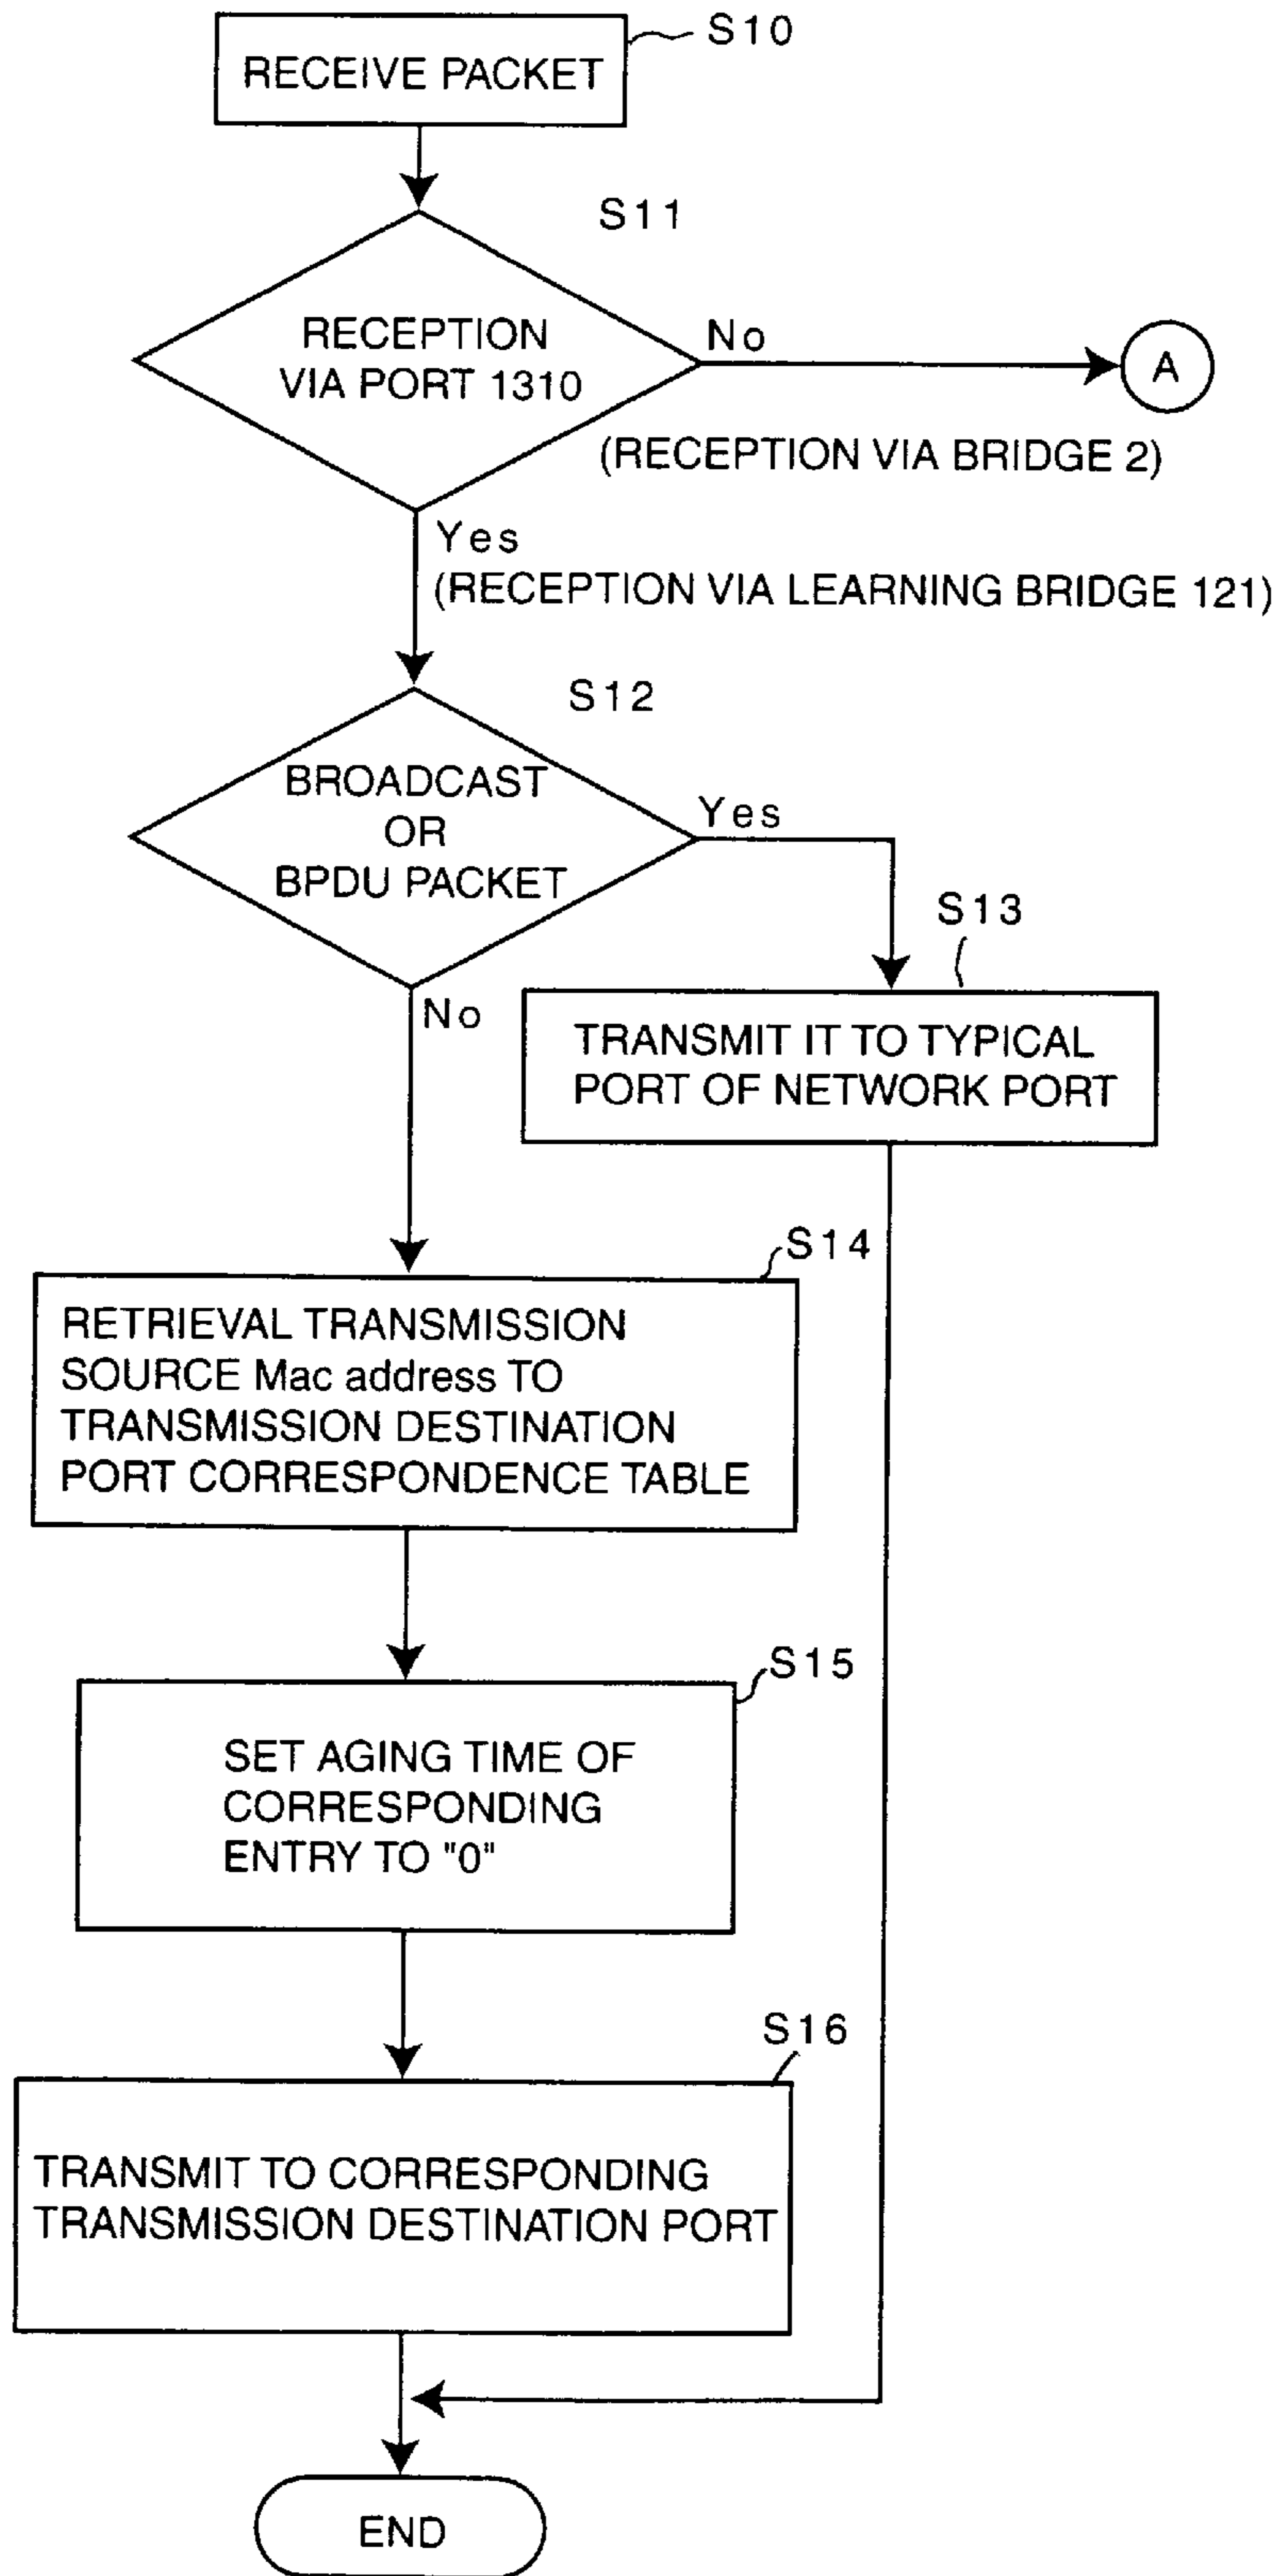 S10
RECEIVE PACKET
S11
RECEPTION
VIA PORT 1310
No
A
(RECEPTION VIA BRIDGE 2)
Yes
(RECEPTION VIA LEARNING BRIDGE 121)
S12
BROADCAST
OR
BPDU PACKET
Yes
No
S13
TRANSMIT IT TO TYPICAL
PORT OF NETWORK PORT
S14
RETRIEVAL TRANSMISSION
SOURCE Mac address TO
TRANSMISSION DESTINATION
PORT CORRESPONDENCE TABLE
S15
SET AGING TIME OF
CORRESPONDING
ENTRY TO "0"
S16
TRANSMIT TO CORRESPONDING
TRANSMISSION DESTINATION PORT
END